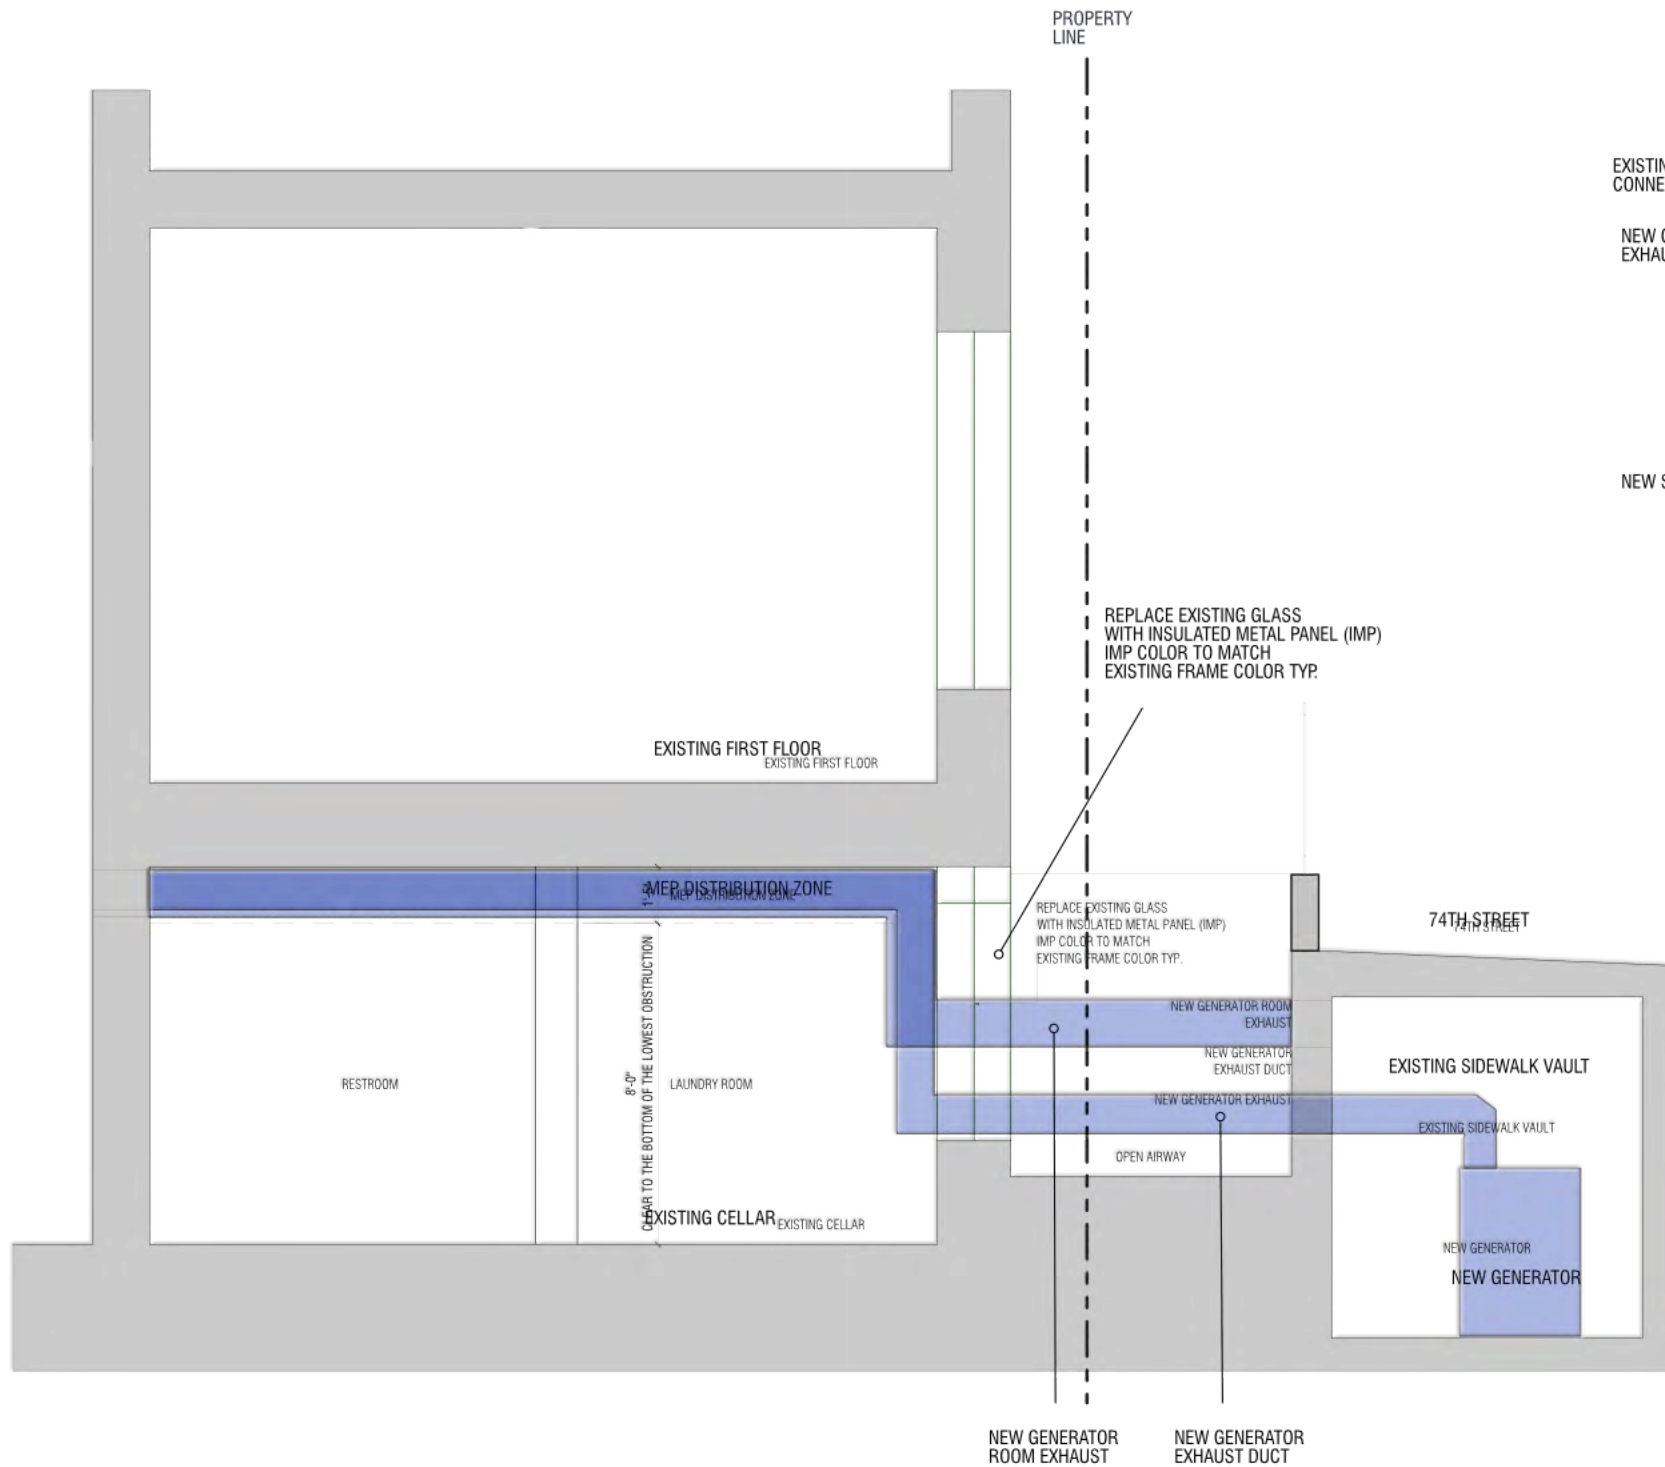 PROPERTY
LINE
EXISTIN
CONNE
NEW G
EXHAU
NEW S
REPLACE EXISTING GLASS
WITH INSULATED METAL PANEL (IMP)
IMP COLOR TO MATCH
EXISTING FRAME COLOR TYP.
EXISTING FIRST FLOOR
EXISTING FIRST FLOOR
MEP DISTRIBUTION ZONE
MEP DISTRIBUTION ZONE
REPLACE EXISTING GLASS
WITH INSULATED METAL PANEL (IMP)
IMP COLOR TO MATCH
EXISTING FRAME COLOR TYP.
74TH STREET
74TH STREET
NEW GENERATOR ROOM
EXHAUST
NEW GENERATOR
EXHAUST DUCT
NEW GENERATOR EXHAUST
EXISTING SIDEWALK VAULT
EXISTING SIDEWALK VAULT
RESTROOM
8'-0"
CLEAR TO THE BOTTOM OF THE LOWEST OBSTRUCTION
LAUNDRY ROOM
OPEN AIRWAY
EXISTING CELLAR
EXISTING CELLAR
NEW GENERATOR
NEW GENERATOR
NEW GENERATOR
ROOM EXHAUST
NEW GENERATOR
EXHAUST DUCT